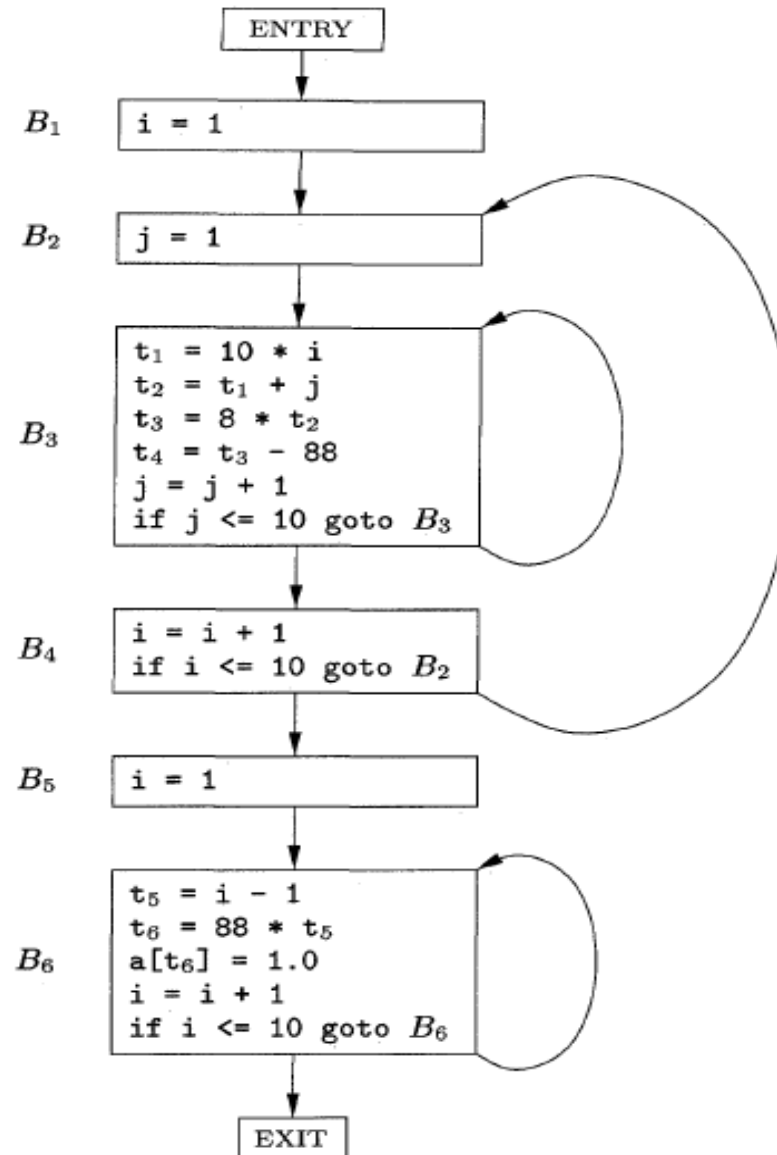 ENTRY
B₁ i = 1
B₂ j = 1
B₃
t₁ = 10 * i
t₂ = t₁ + j
t₃ = 8 * t₂
t₄ = t₃ - 88
j = j + 1
if j <= 10 goto B₃
B₄
i = i + 1
if i <= 10 goto B₂
B₅ i = 1
B₆
t₅ = i - 1
t₆ = 88 * t₅
a[t₆] = 1.0
i = i + 1
if i <= 10 goto B₆
EXIT